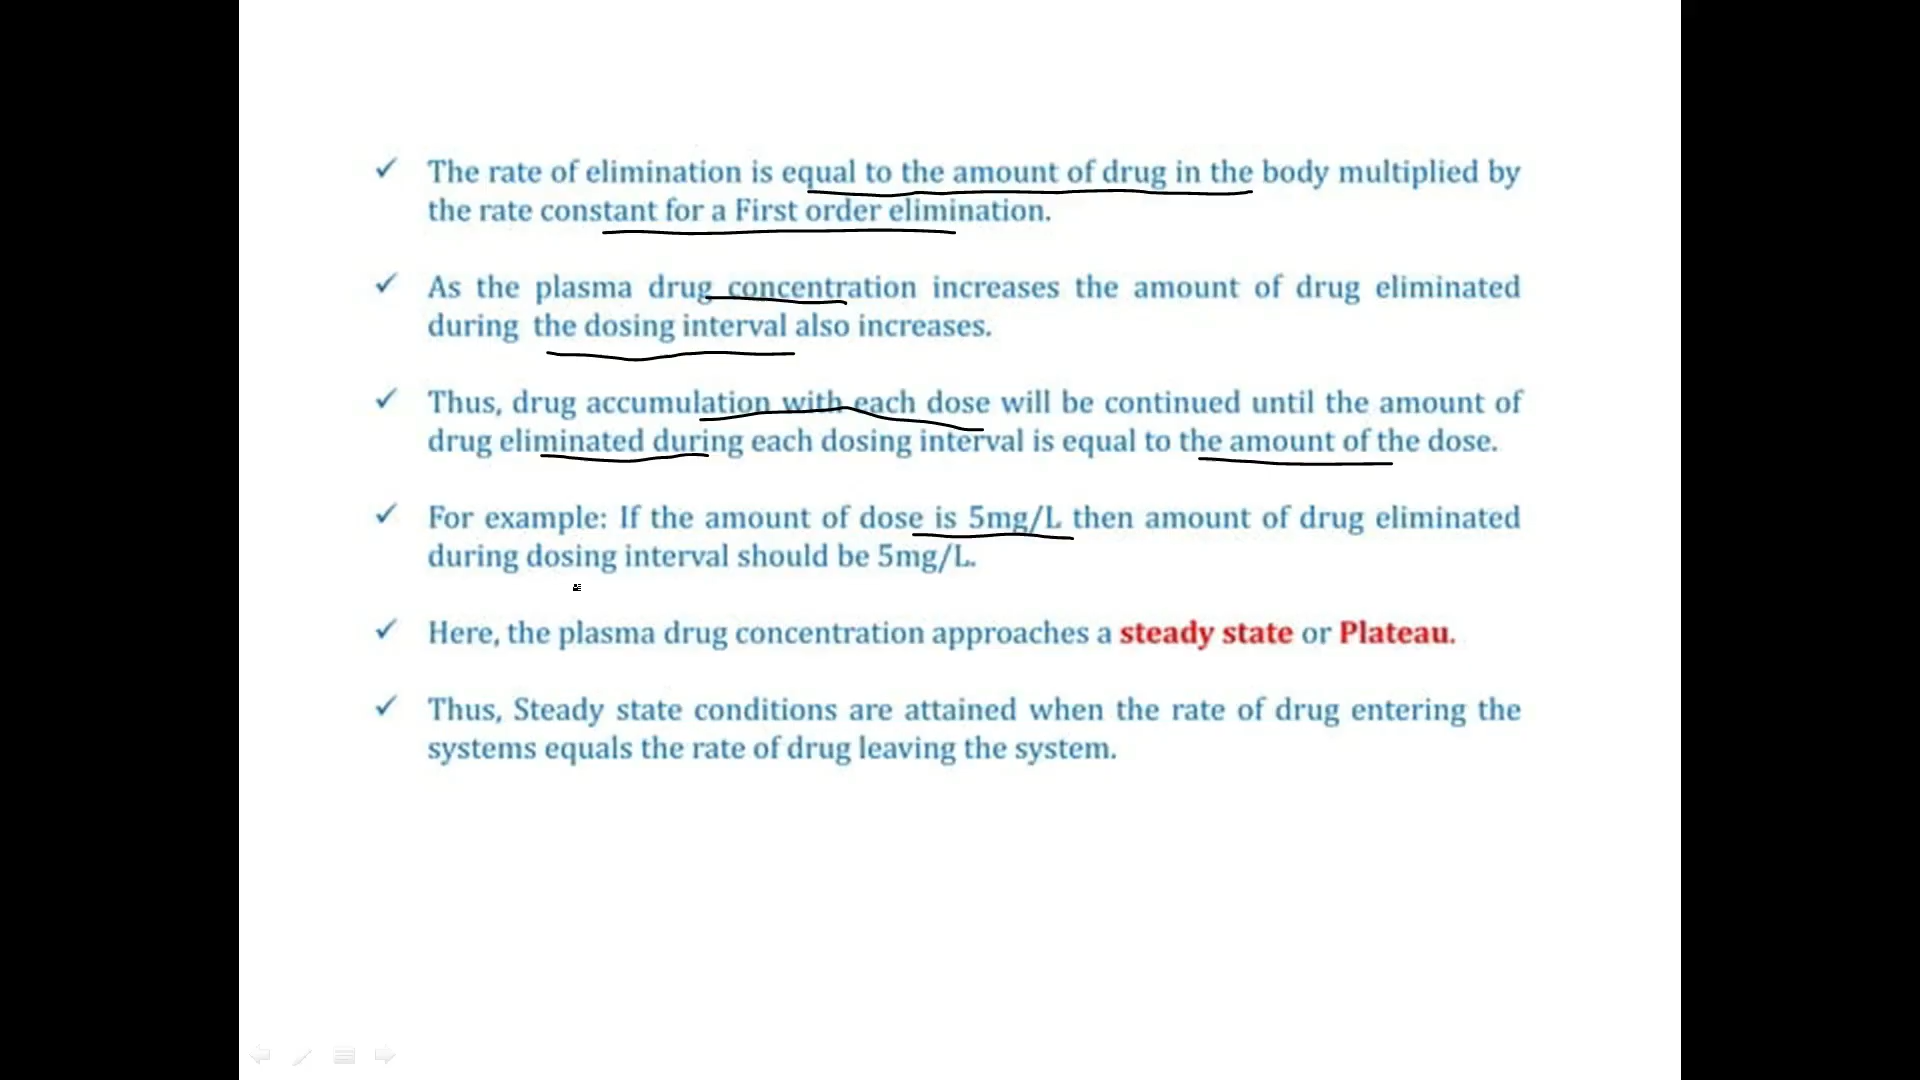 ✓ The rate of elimination is equal to the amount of drug in the body multiplied by
the rate constant for a First order elimination.
✓ As the plasma drug concentration increases the amount of drug eliminated
during the dosing interval also increases.
✓ Thus, drug accumulation with each dose will be continued until the amount of
drug eliminated during each dosing interval is equal to the amount of the dose.
✓ For example: If the amount of dose is 5mg/L then amount of drug eliminated
during dosing interval should be 5mg/L.
✓ Here, the plasma drug concentration approaches a steady state or Plateau.
✓ Thus, Steady state conditions are attained when the rate of drug entering the
systems equals the rate of drug leaving the system.